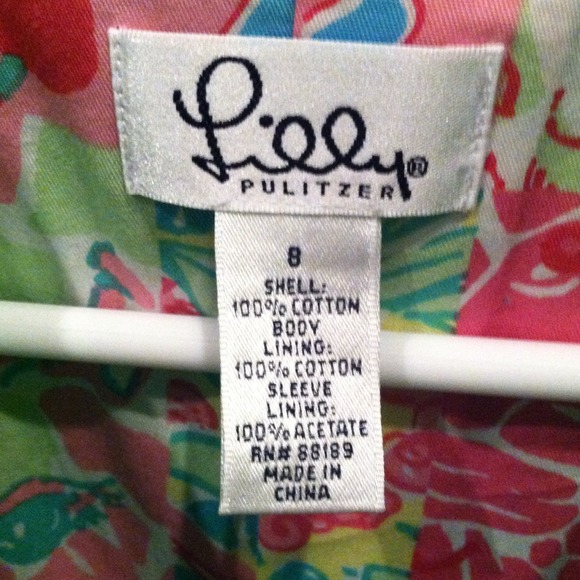 Lilly®
PULITZER
8
SHELL:
100% COTTON
BODY
LINING:
100% COTTON
SLEEVE
LINING:
100% ACETATE
RN# 88189
MADE IN
CHINA